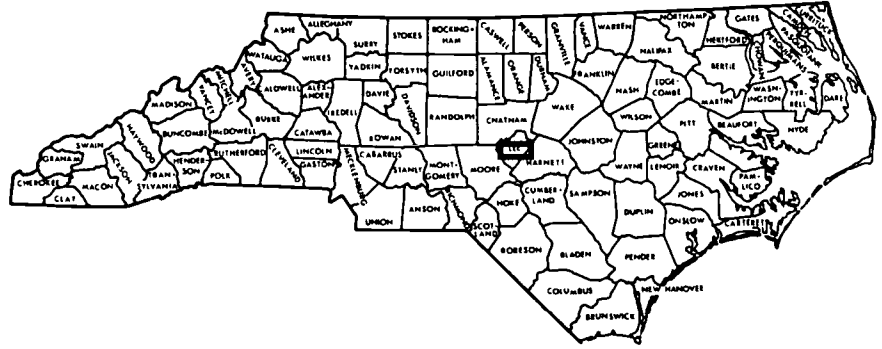 ASHE
ALLEGHANY
SURRY
STOKES
ROCKING-
HAM
CASWELL
PERSON
GRANVILLE
VANCE
WARREN
NORTHAMP
TON
GATES
HERTFORD
CURRITUCK
CAMDEN
PASQUOTANK
PERQUIMANS
CHOWAN
WATAUGA
WILKES
YADKIN
FORSYTH
GUILFORD
ALAMANCE
ORANGE
DURHAM
FRANKLIN
HALIFAX
BERTIE
MITCHELL
AVERY
CALDWELL
ALEX-
ANDER
DAVIE
IREDELL
DAVIDSON
RANDOLPH
CHATHAM
WAKE
NASH
EDGE-
COMBE
MARTIN
WASH-
INGTON
TYR-
RELL
DARE
MADISON
YANCEY
BURKE
CATAWBA
ROWAN
JOHNSTON
WILSON
PITT
BEAUFORT
HYDE
SWAIN
HAYWOOD
BUNCOMBE
McDOWELL
LINCOLN
CABARRUS
STANLY
MONT-
GOMERY
MOORE
LEE
HARNETT
WAYNE
GREENE
LENOIR
CRAVEN
PAM-
LICO
GRAHAM
JACKSON
HENDER-
SON
RUTHERFORD
CLEVELAND
GASTON
MECKLENBURG
CHEROKEE
MACON
TRAN-
SYLVANIA
POLK
CLAY
UNION
ANSON
RICHMOND
SCOT-
LAND
HOKE
CUMBER-
LAND
SAMPSON
DUPLIN
JONES
ONSLOW
CARTERET
ROBESON
BLADEN
PENDER
COLUMBUS
NEW HANOVER
BRUNSWICK